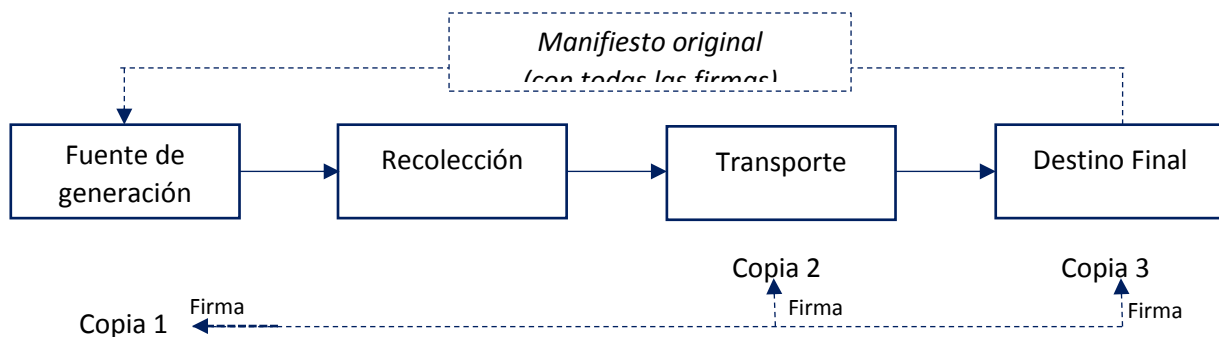 Manifiesto original
(con todas las firmas)
Fuente de
generación
Recolección
Transporte
Destino Final
Copia 2
Copia 3
Firma
Firma
Firma
Copia 1